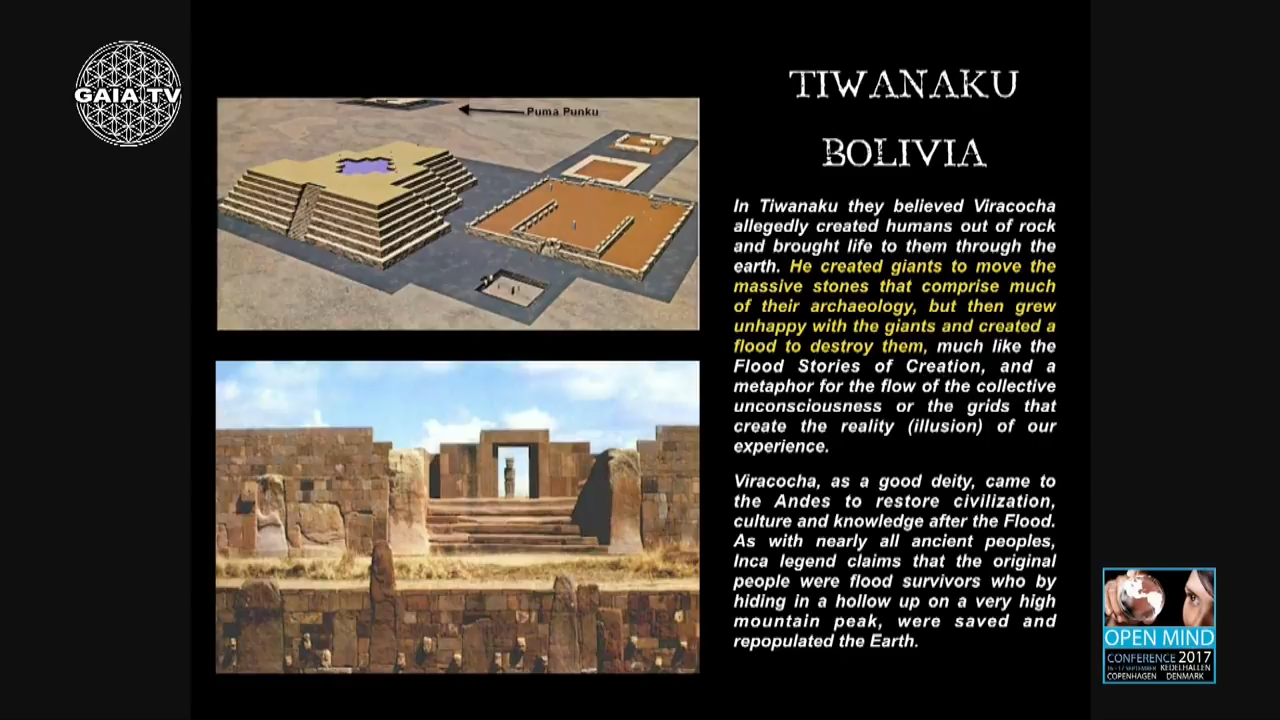 GAIA TV
Puma Punku
TIWANAKU
BOLIVIA
In Tiwanaku they believed Viracocha
allegedly created humans out of rock
and brought life to them through the
earth. He created giants to move the
massive stones that comprise much
of their archaeology, but then grew
unhappy with the giants and created a
flood to destroy them, much like the
Flood Stories of Creation, and a
metaphor for the flow of the collective
unconsciousness or the grids that
create the reality (illusion) of our
experience.
Viracocha, as a good deity, came to
the Andes to restore civilization,
culture and knowledge after the Flood.
As with nearly all ancient peoples,
Inca legend claims that the original
people were flood survivors who by
hiding in a hollow up on a very high
mountain peak, were saved and
repopulated the Earth.
OPEN MIND
CONFERENCE 2017
16 - 17 SEPTEMBER KEDELHALLEN
COPENHAGEN DENMARK